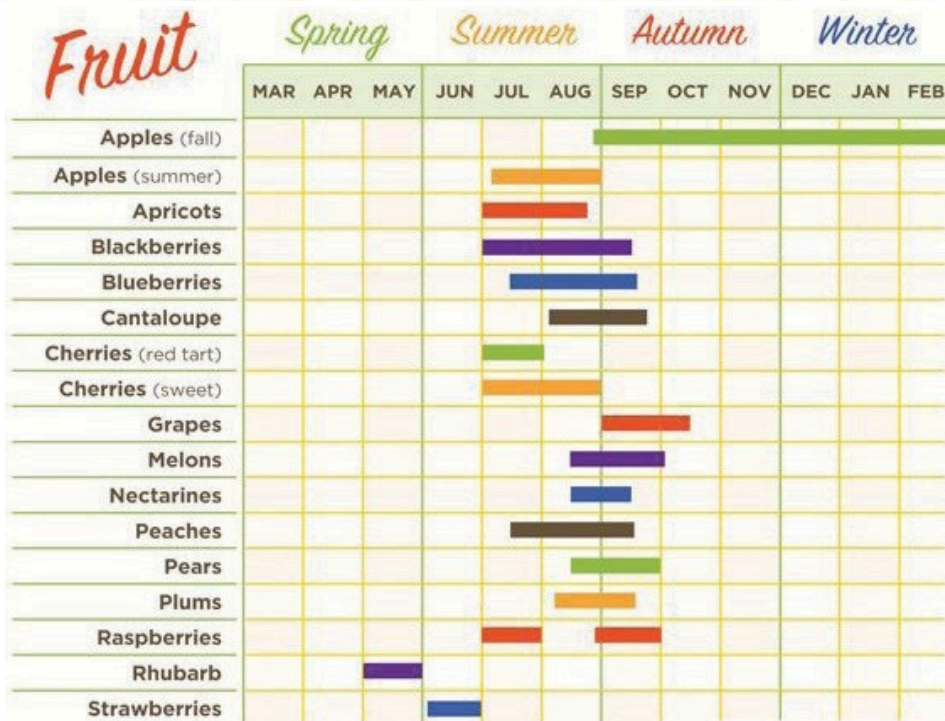 Fruit
Spring Summer Autumn Winter
MAR APR MAY JUN JUL AUG SEP OCT NOV DEC JAN FEB
Apples (fall)
Apples (summer)
Apricots
Blackberries
Blueberries
Cantaloupe
Cherries (red tart)
Cherries (sweet)
Grapes
Melons
Nectarines
Peaches
Pears
Plums
Raspberries
Rhubarb
Strawberries